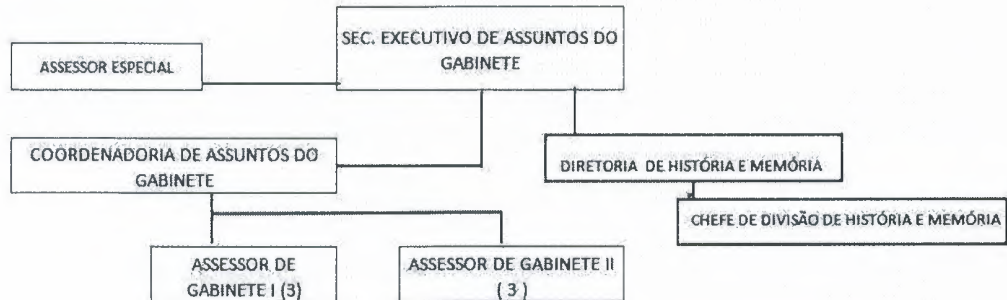 SEC. EXECUTIVO DE ASSUNTOS DO
GABINETE
ASSESSOR ESPECIAL
COORDENADORIA DE ASSUNTOS DO
GABINETE
DIRETORIA DE HISTÓRIA E MEMÓRIA
CHEFE DE DIVISÃO DE HISTÓRIA E MEMÓRIA
ASSESSOR DE
GABINETE I (3)
ASSESSOR DE GABINETE II
( 3 )